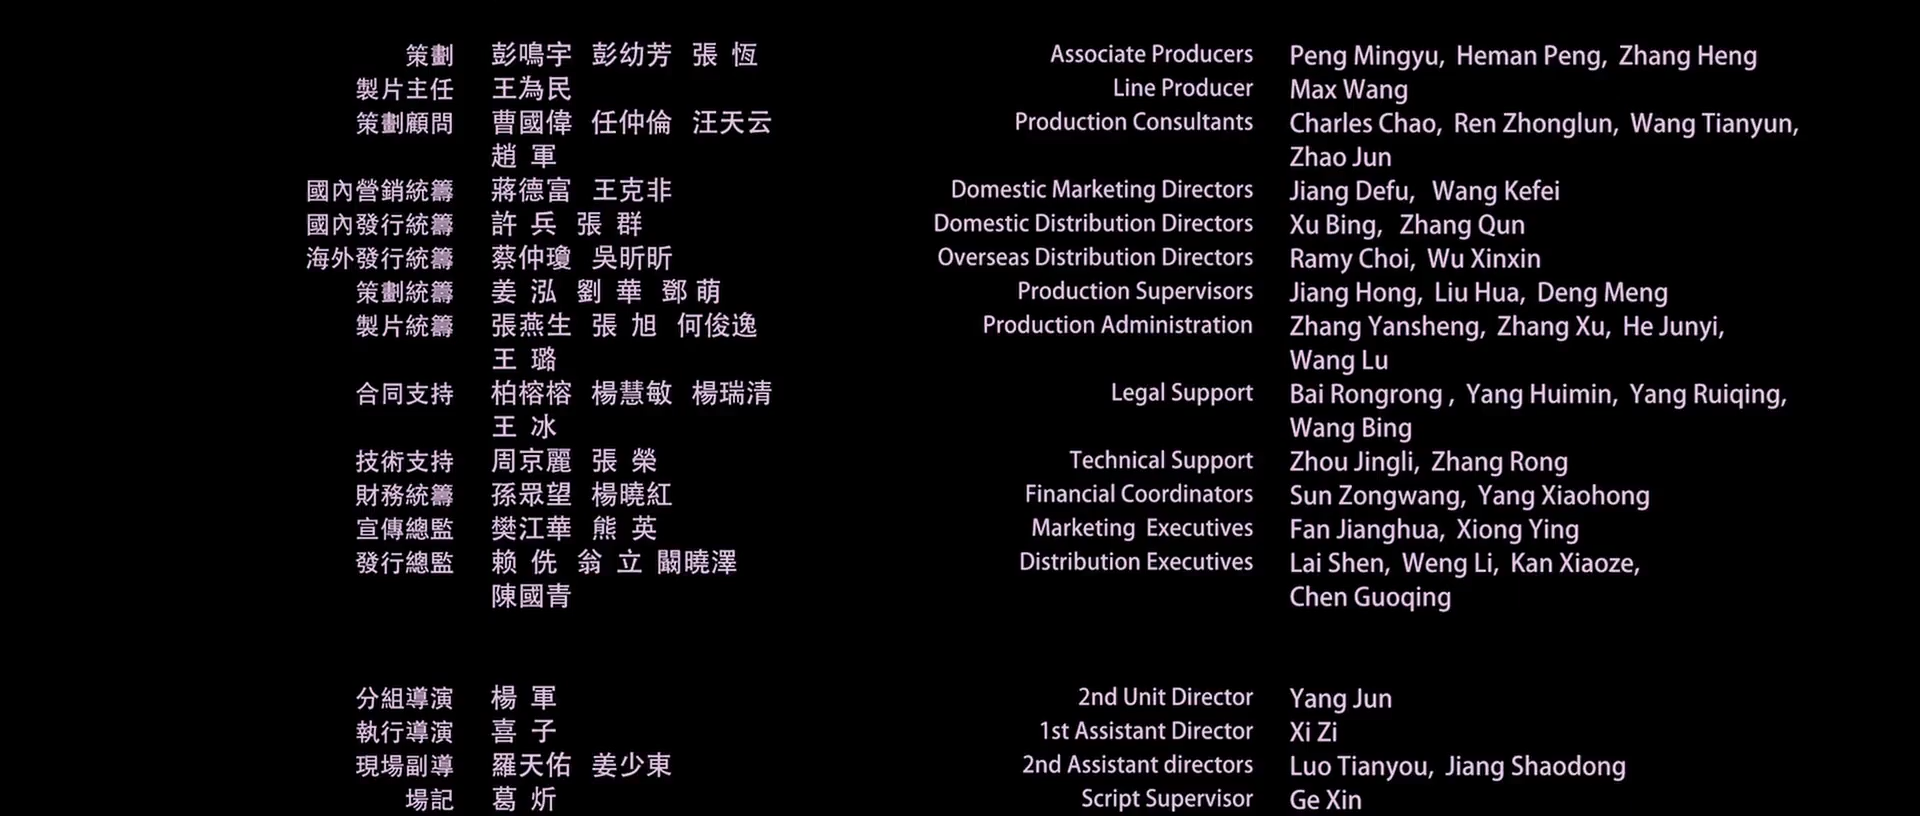 策劃 彭鳴宇 彭幼芳 張 恆 Associate Producers Peng Mingyu, Heman Peng, Zhang Heng
製片主任 王為民 Line Producer Max Wang
策劃顧問 曹國偉 任仲倫 汪天云 Production Consultants Charles Chao, Ren Zhonglun, Wang Tianyun,
趙 軍 Zhao Jun
國內營銷統籌 蔣德富 王克非 Domestic Marketing Directors Jiang Defu, Wang Kefei
國內發行統籌 許 兵 張 群 Domestic Distribution Directors Xu Bing, Zhang Qun
海外發行統籌 蔡仲瓊 吳昕昕 Overseas Distribution Directors Ramy Choi, Wu Xinxin
策劃統籌 姜 泓 劉 華 鄧 萌 Production Supervisors Jiang Hong, Liu Hua, Deng Meng
製片統籌 張燕生 張 旭 何俊逸 Production Administration Zhang Yansheng, Zhang Xu, He Junyi,
王 璐 Wang Lu
合同支持 柏榕榕 楊慧敏 楊瑞清 Legal Support Bai Rongrong , Yang Huimin, Yang Ruiqing,
王 冰 Wang Bing
技術支持 周京麗 張 榮 Technical Support Zhou Jingli, Zhang Rong
財務統籌 孫眾望 楊曉紅 Financial Coordinators Sun Zongwang, Yang Xiaohong
宣傳總監 樊江華 熊 英 Marketing Executives Fan Jianghua, Xiong Ying
發行總監 賴 侁 翁 立 闞曉澤 Distribution Executives Lai Shen, Weng Li, Kan Xiaoze,
陳國青 Chen Guoqing
分組導演 楊 軍 2nd Unit Director Yang Jun
執行導演 喜 子 1st Assistant Director Xi Zi
現場副導 羅天佑 姜少東 2nd Assistant directors Luo Tianyou, Jiang Shaodong
場記 葛 炘 Script Supervisor Ge Xin